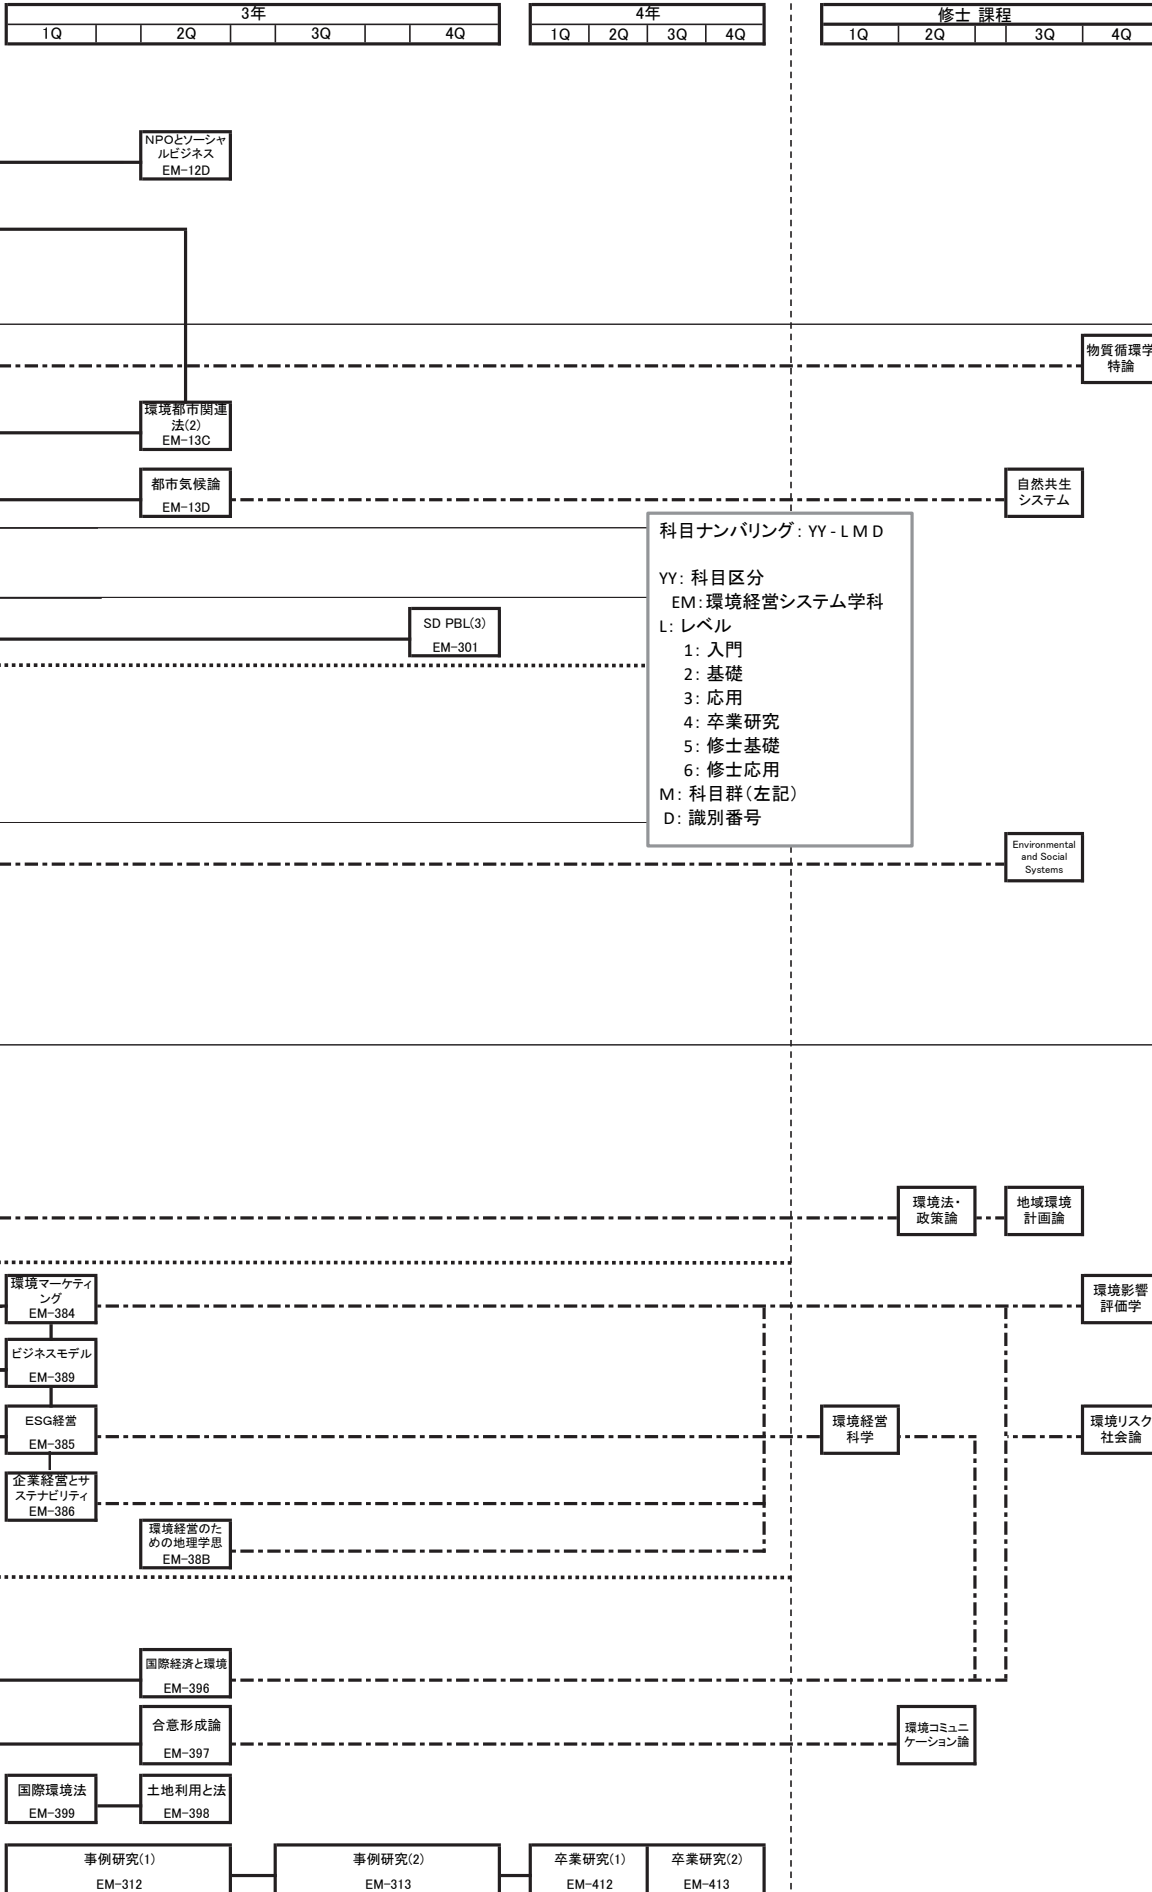 3年
4年
修士 課程
1Q 2Q 3Q 4Q
1Q 2Q 3Q 4Q
1Q 2Q 3Q 4Q
NPOとソーシャ
ルビジネス
EM-12D
物質循環学
特論
環境都市関連
法(2)
EM-13C
都市気候論
EM-13D
自然共生
システム
科目ナンバリング: YY - L M D
YY: 科目区分
EM:環境経営システム学科
L: レベル
1: 入門
2: 基礎
3: 応用
4: 卒業研究
5: 修士基礎
6: 修士応用
M: 科目群(左記)
D: 識別番号
SD PBL(3)
EM-301
Environmental
and Social
Systems
環境法・
政策論
地域環境
計画論
環境マーケティ
ング
EM-384
環境影響
評価学
ビジネスモデル
EM-389
ESG経営
EM-385
環境経営
科学
環境リスク
社会論
企業経営とサ
ステナビリティ
EM-386
環境経営のた
めの地理学思
EM-38B
国際経済と環境
EM-396
合意形成論
EM-397
環境コミュニ
ケーション論
国際環境法
EM-399
土地利用と法
EM-398
事例研究(1)
EM-312
事例研究(2)
EM-313
卒業研究(1)
EM-412
卒業研究(2)
EM-413